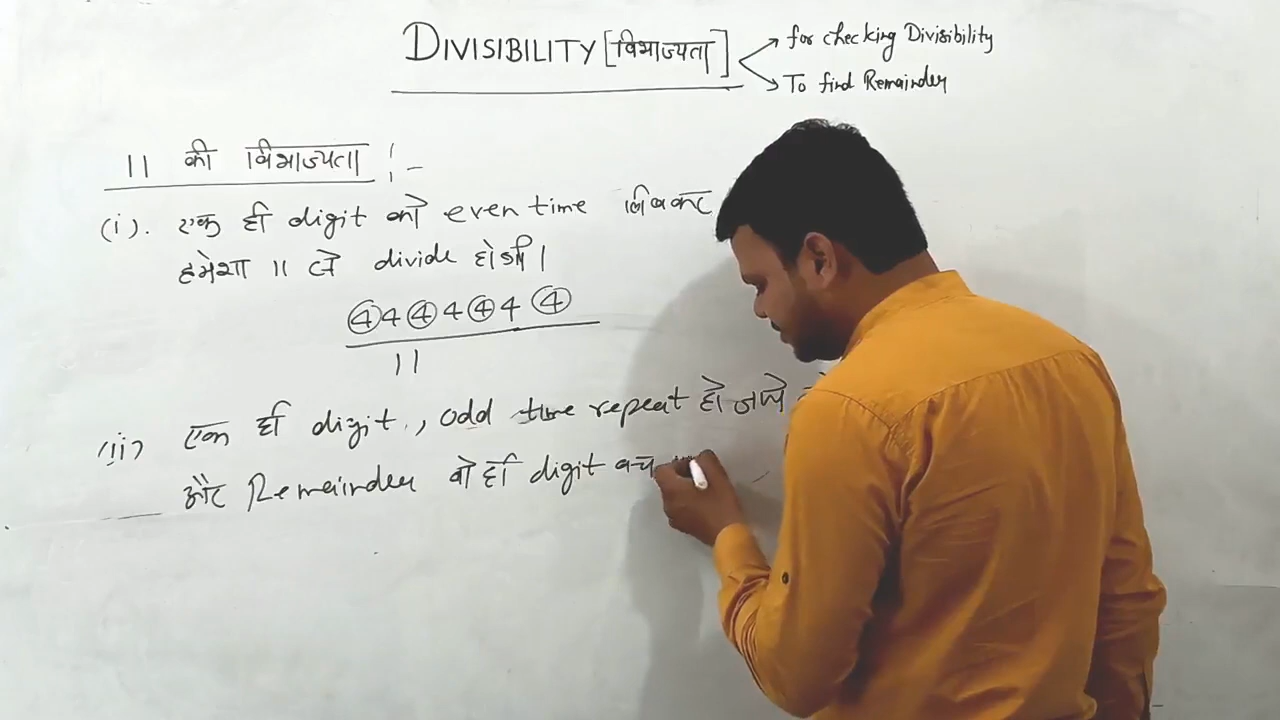 DIVISIBILITY [विभाज्यता]
for checking Divisibility
To find Remainder
11 की विभाज्यता :-
(i). एक ही digit को even time लिखकर
हमेशा 11 से divide होगी।
4444444
11
(ii) एक ही digit, odd time repeat हो जाये
और Remainder वो ही digit बच